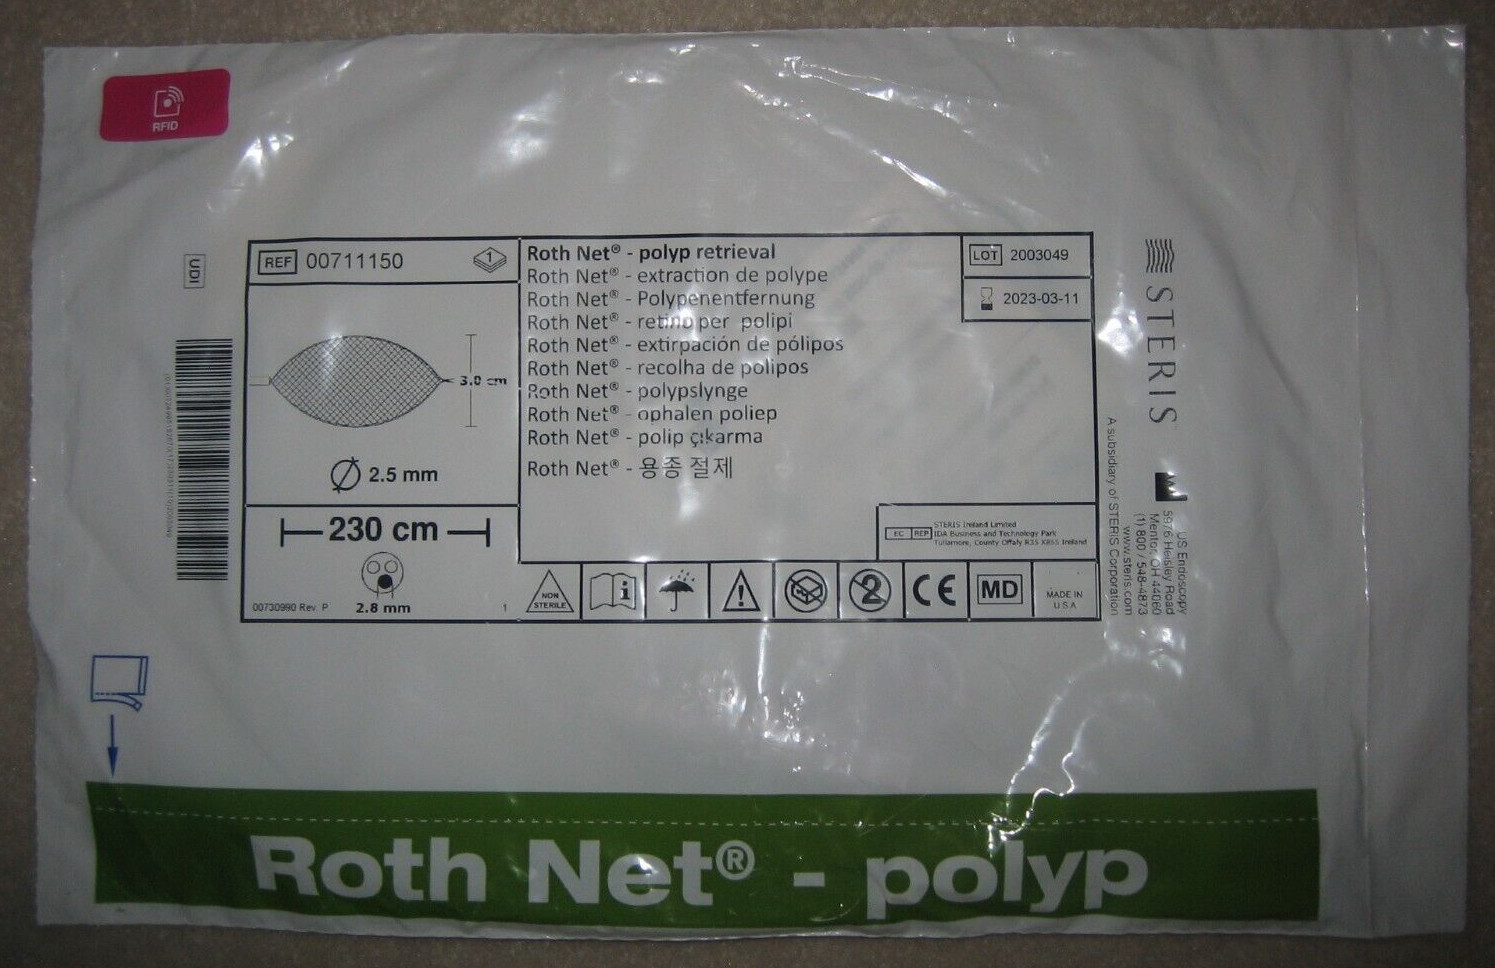 RFID
UDI
REF 00711150
1
3.0 cm
2.5 mm
230 cm
2.8 mm
00730990 Rev. P
1
Roth Net® - polyp retrieval
Roth Net® - extraction de polype
Roth Net® - Polypenentfernung
Roth Net® - retino per polipi
Roth Net® - extirpación de pólipos
Roth Net® - recolha de polipos
Roth Net® - polypslynge
Roth Net® - ophalen poliep
Roth Net® - polip çıkarma
Roth Net® - 용종 절제
LOT 2003049
2023-03-11
EC REP
STERIS Ireland Limited
IDA Business and Technology Park
Tullamore, County Offaly R35 X865 Ireland
NON
STERILE
i
!
2
CE
MD
MADE IN
U S A
STERIS
A subsidiary of STERIS Corporation
US Endoscopy
5976 Heisley Road
Mentor, OH 44060
(1) 800 / 548-4873
www.steris.com
Roth Net® - polyp